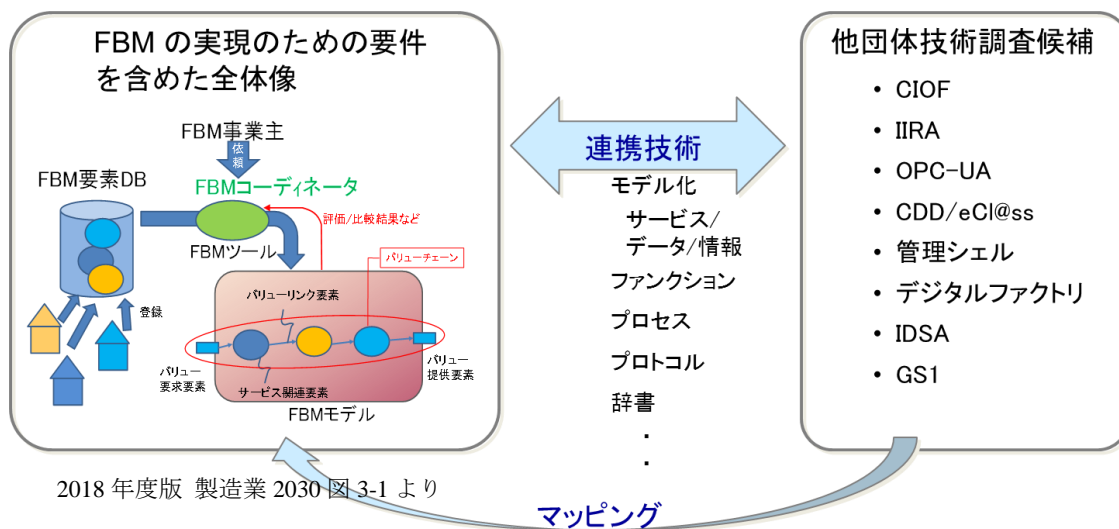 FBM の実現のための要件
を含めた全体像
FBM事業主
依頼
FBM要素DB
FBMコーディネータ
評価/比較結果など
FBMツール
バリューチェーン
登録
バリューリンク要素
バリュー
要求要素
サービス関連要素
バリュー
提供要素
FBMモデル
2018 年度版 製造業 2030 図 3-1 より
連携技術
モデル化
サービス/
データ/情報
ファンクション
プロセス
プロトコル
辞書
・
・
マッピング
他団体技術調査候補
• CIOF
• IIRA
• OPC-UA
• CDD/eCl@ss
• 管理シェル
• デジタルファクトリ
• IDSA
• GS1